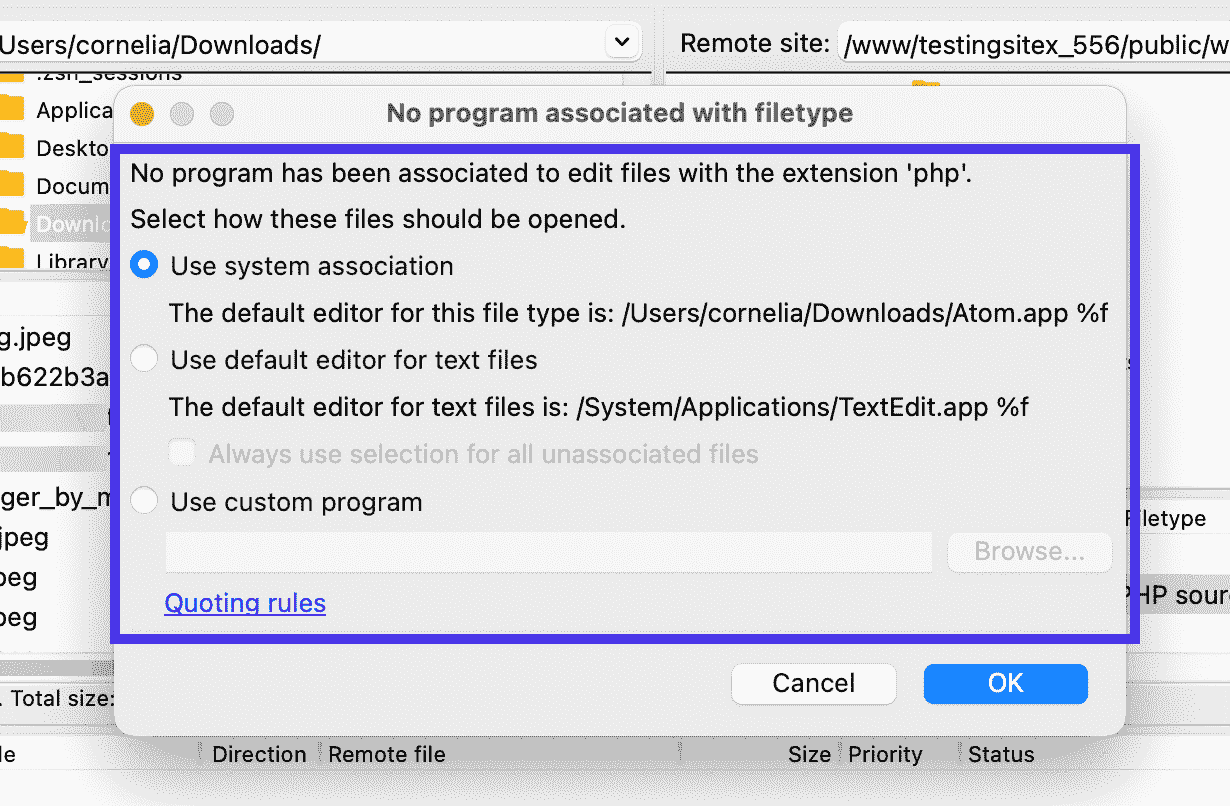 Users/cornelia/Downloads/
Remote site: /www/testingsitex_556/public/w
.zsh_sessions
Applica
Deskto
Docum
Downlo
Library
No program associated with filetype
No program has been associated to edit files with the extension 'php'.
Select how these files should be opened.
Use system association
The default editor for this file type is: /Users/cornelia/Downloads/Atom.app %f
Use default editor for text files
The default editor for text files is: /System/Applications/TextEdit.app %f
Always use selection for all unassociated files
Use custom program
Browse...
Quoting rules
Cancel
OK
g.jpeg
b622b3a
ger_by_m
jpeg
peg
peg
Filetype
PHP sour
. Total size:
le
Direction
Remote file
Size
Priority
Status